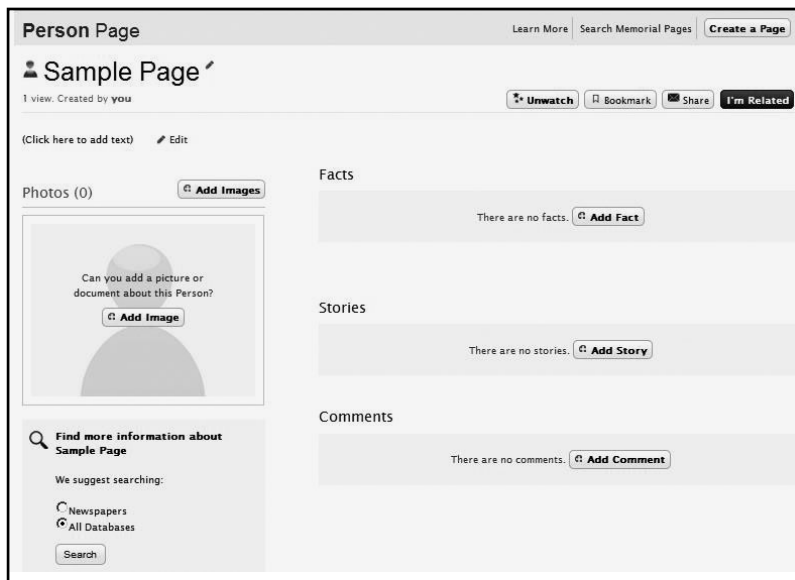 Person Page
Learn More Search Memorial Pages Create a Page
Sample Page
1 view. Created by you
Unwatch Bookmark Share I'm Related
(Click here to add text) Edit
Photos (0) Add Images
Can you add a picture or
document about this Person?
Add Image
Find more information about
Sample Page
We suggest searching:
Newspapers
All Databases
Search
Facts
There are no facts. Add Fact
Stories
There are no stories. Add Story
Comments
There are no comments. Add Comment